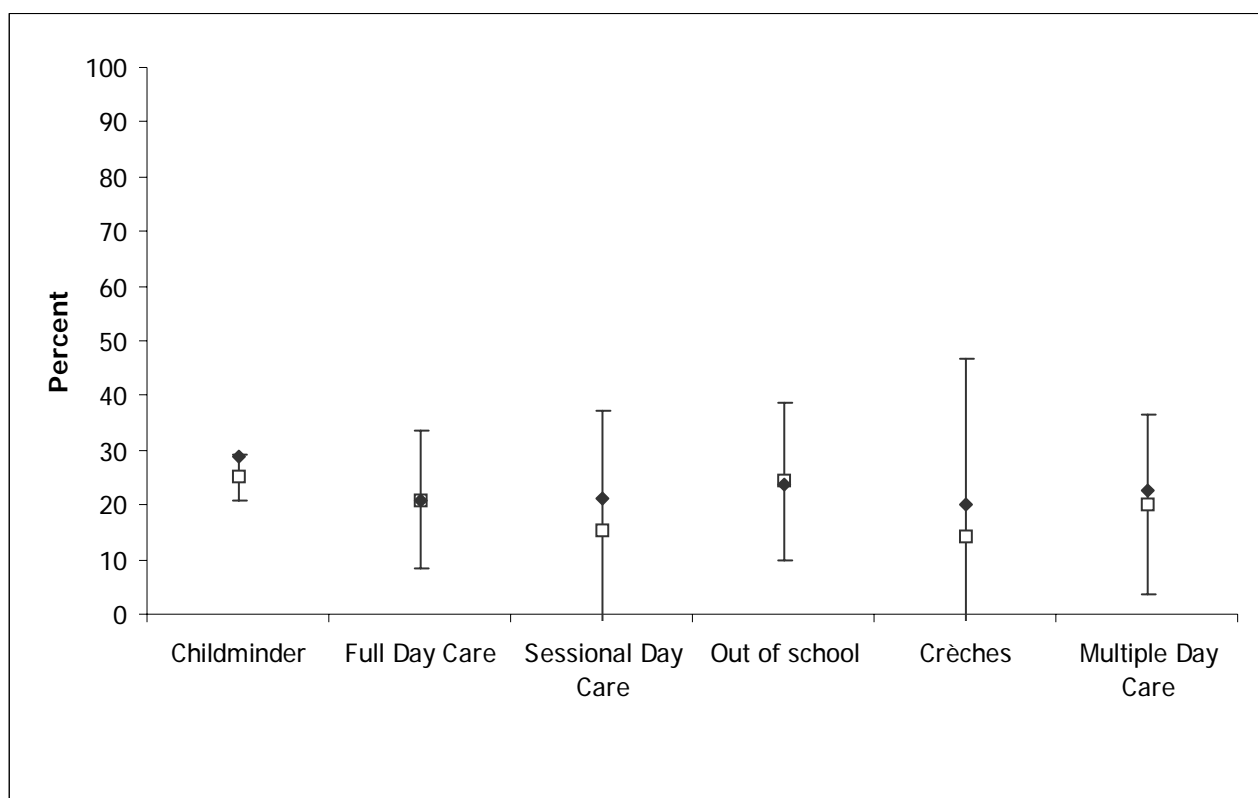 100
90
80
70
60
50
40
30
20
10
0
Percent
Childminder
Full Day Care
Sessional Day
Care
Out of school
Crèches
Multiple Day
Care